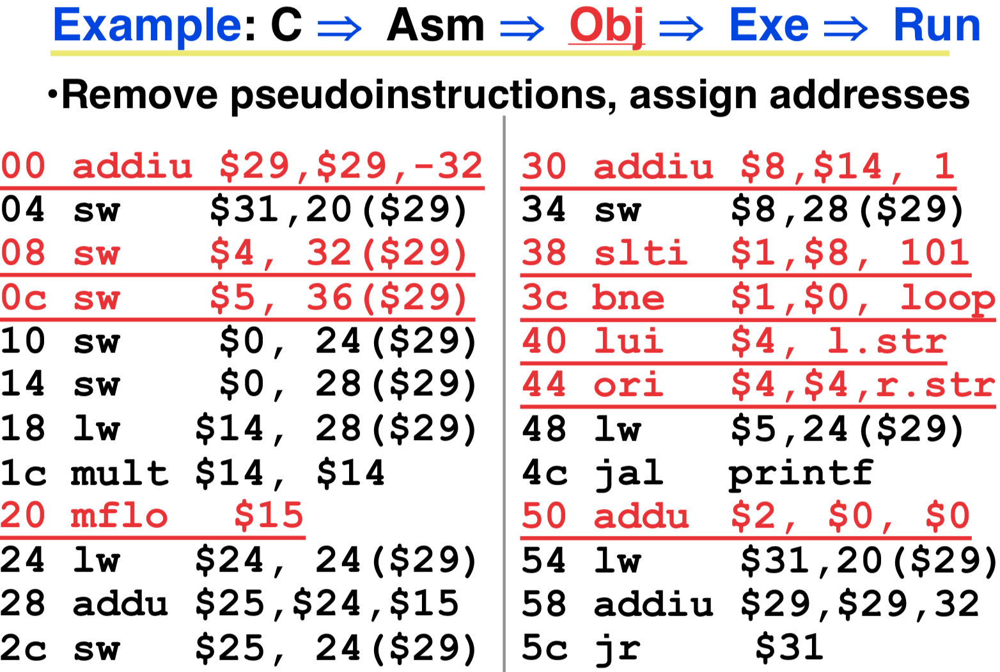 Example: C ⇒ Asm ⇒ Obj ⇒ Exe ⇒ Run
•Remove pseudoinstructions, assign addresses
00 addiu $29,$29,-32
04 sw $31,20($29)
08 sw $4, 32($29)
0c sw $5, 36($29)
10 sw $0, 24($29)
14 sw $0, 28($29)
18 lw $14, 28($29)
1c mult $14, $14
20 mflo $15
24 lw $24, 24($29)
28 addu $25,$24,$15
2c sw $25, 24($29)
30 addiu $8,$14, 1
34 sw $8,28($29)
38 slti $1,$8, 101
3c bne $1,$0, loop
40 lui $4, l.str
44 ori $4,$4,r.str
48 lw $5,24($29)
4c jal printf
50 addu $2, $0, $0
54 lw $31,20($29)
58 addiu $29,$29,32
5c jr $31